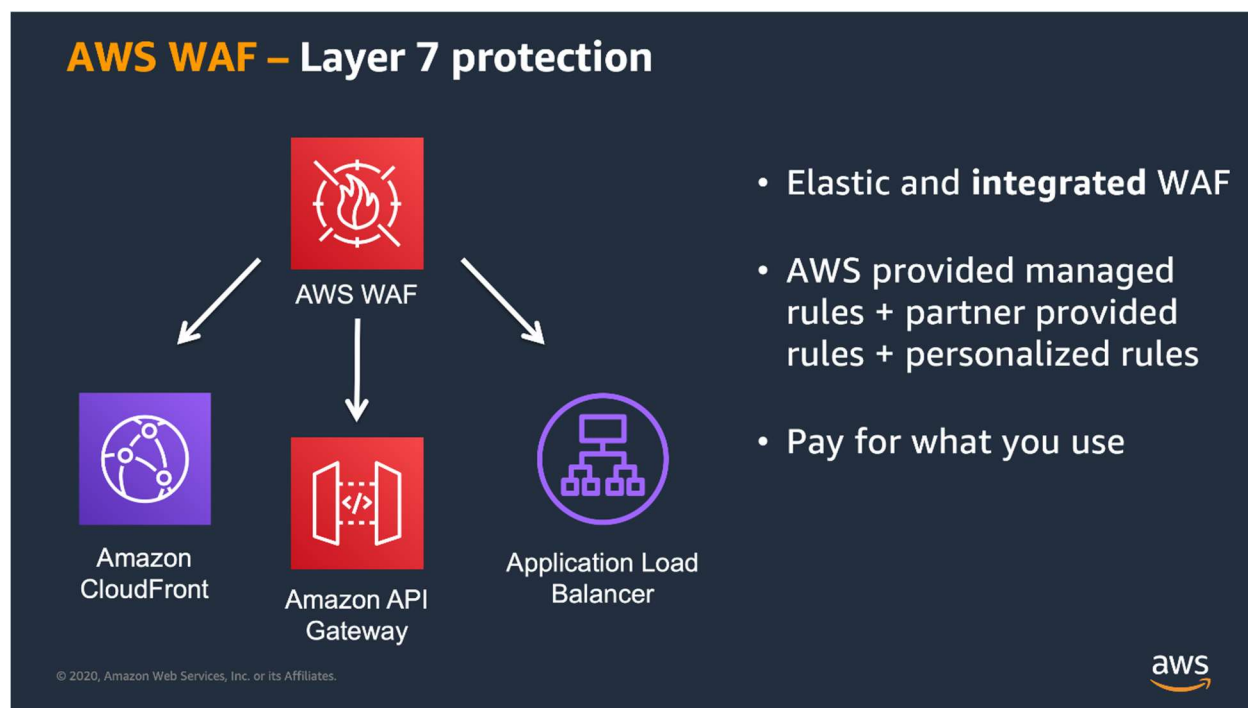 AWS WAF – Layer 7 protection
AWS WAF
Amazon
CloudFront
Amazon API
Gateway
Application Load
Balancer
• Elastic and integrated WAF
• AWS provided managed
rules + partner provided
rules + personalized rules
• Pay for what you use
© 2020, Amazon Web Services, Inc. or its Affiliates.
aws